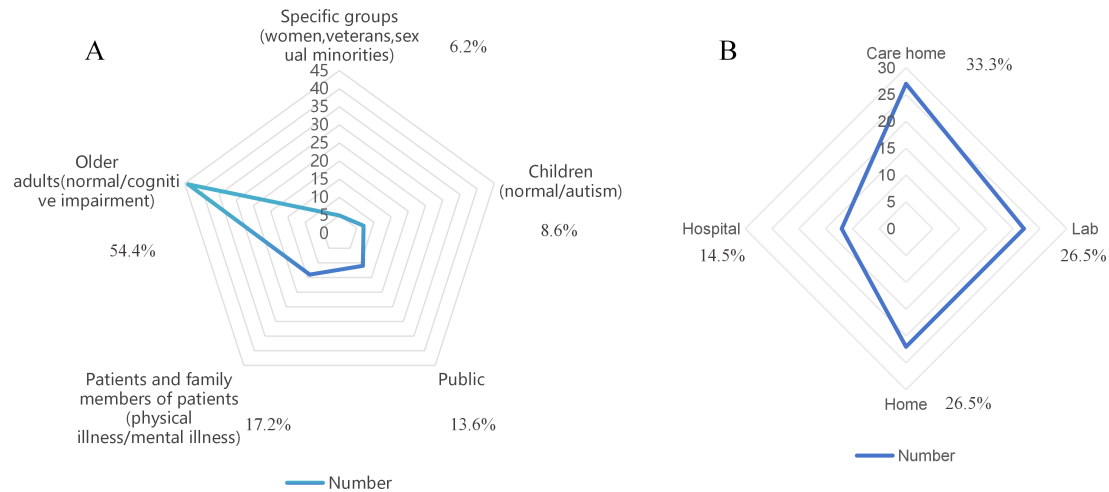 A
Specific groups
(women,veterans,sex
ual minorities)
6.2%
45
40
35
30
25
20
15
10
5
0
Older
adults(normal/cogniti
ve impairment)
54.4%
Children
(normal/autism)
8.6%
Patients and family
members of patients
(physical
illness/mental illness)
17.2%
Public
13.6%
Number
B
Care home
33.3%
30
25
20
15
10
5
0
Hospital
14.5%
Lab
26.5%
Home
26.5%
Number